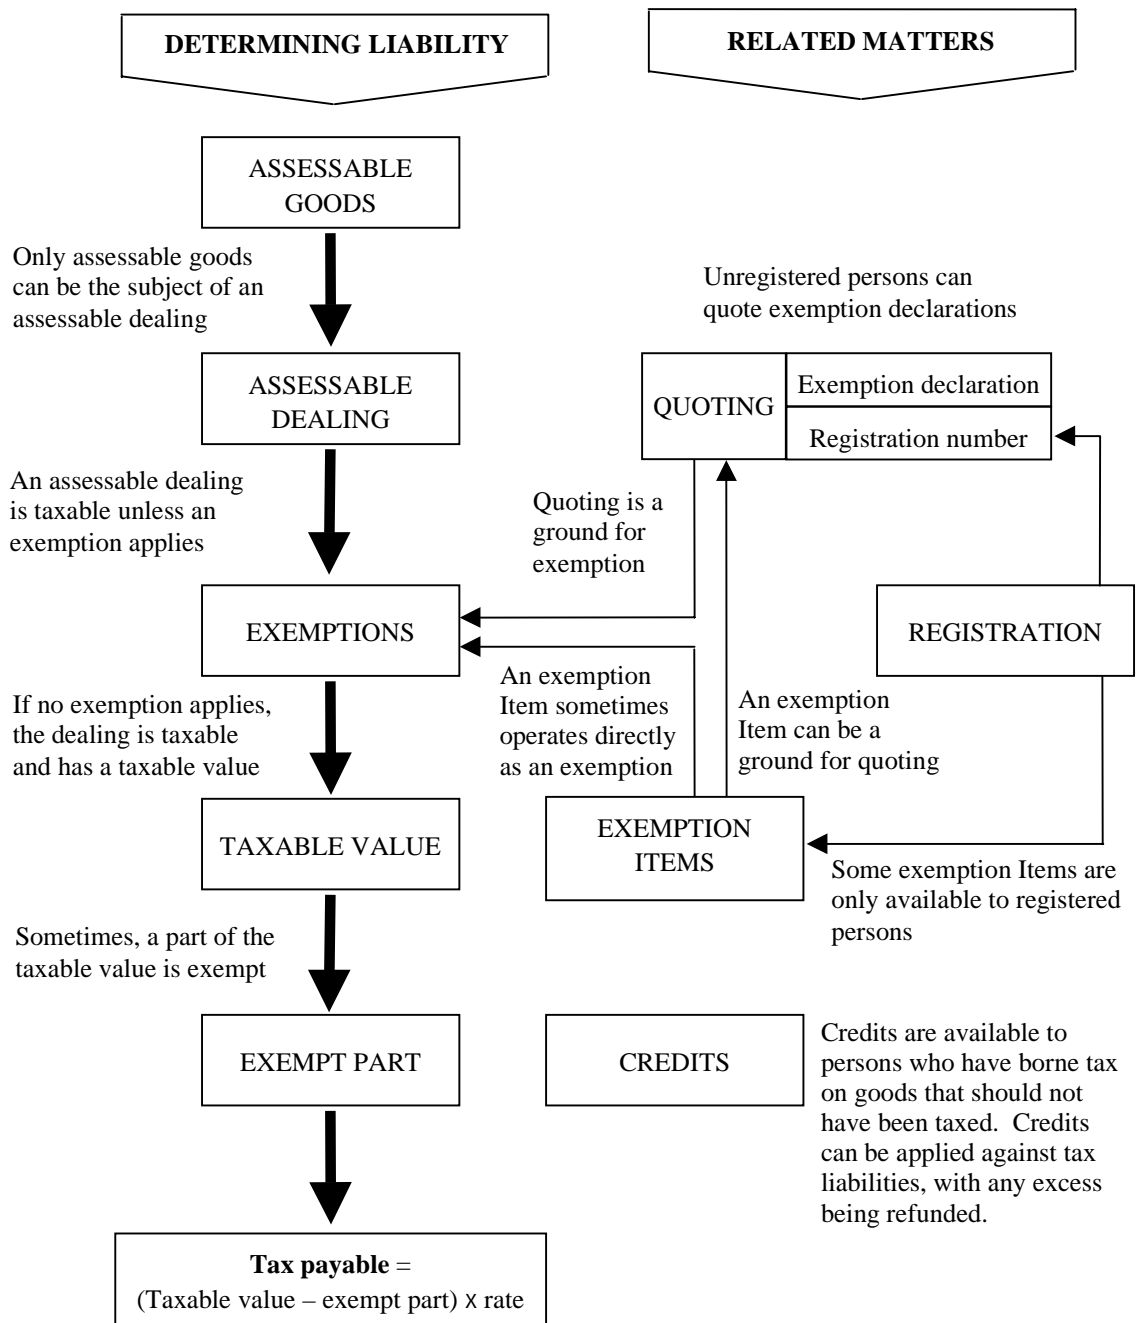 DETERMINING LIABILITY
RELATED MATTERS
ASSESSABLE
GOODS
Only assessable goods
can be the subject of an
assessable dealing
Unregistered persons can
quote exemption declarations
ASSESSABLE
DEALING
QUOTING
Exemption declaration
Registration number
An assessable dealing
is taxable unless an
exemption applies
Quoting is a
ground for
exemption
EXEMPTIONS
REGISTRATION
If no exemption applies,
the dealing is taxable
and has a taxable value
An exemption
Item sometimes
operates directly
as an exemption
An exemption
Item can be a
ground for quoting
TAXABLE VALUE
EXEMPTION
ITEMS
Some exemption Items are
only available to registered
persons
Sometimes, a part of the
taxable value is exempt
EXEMPT PART
CREDITS
Credits are available to
persons who have borne tax
on goods that should not
have been taxed.  Credits
can be applied against tax
liabilities, with any excess
being refunded.
Tax payable =
(Taxable value – exempt part) x rate